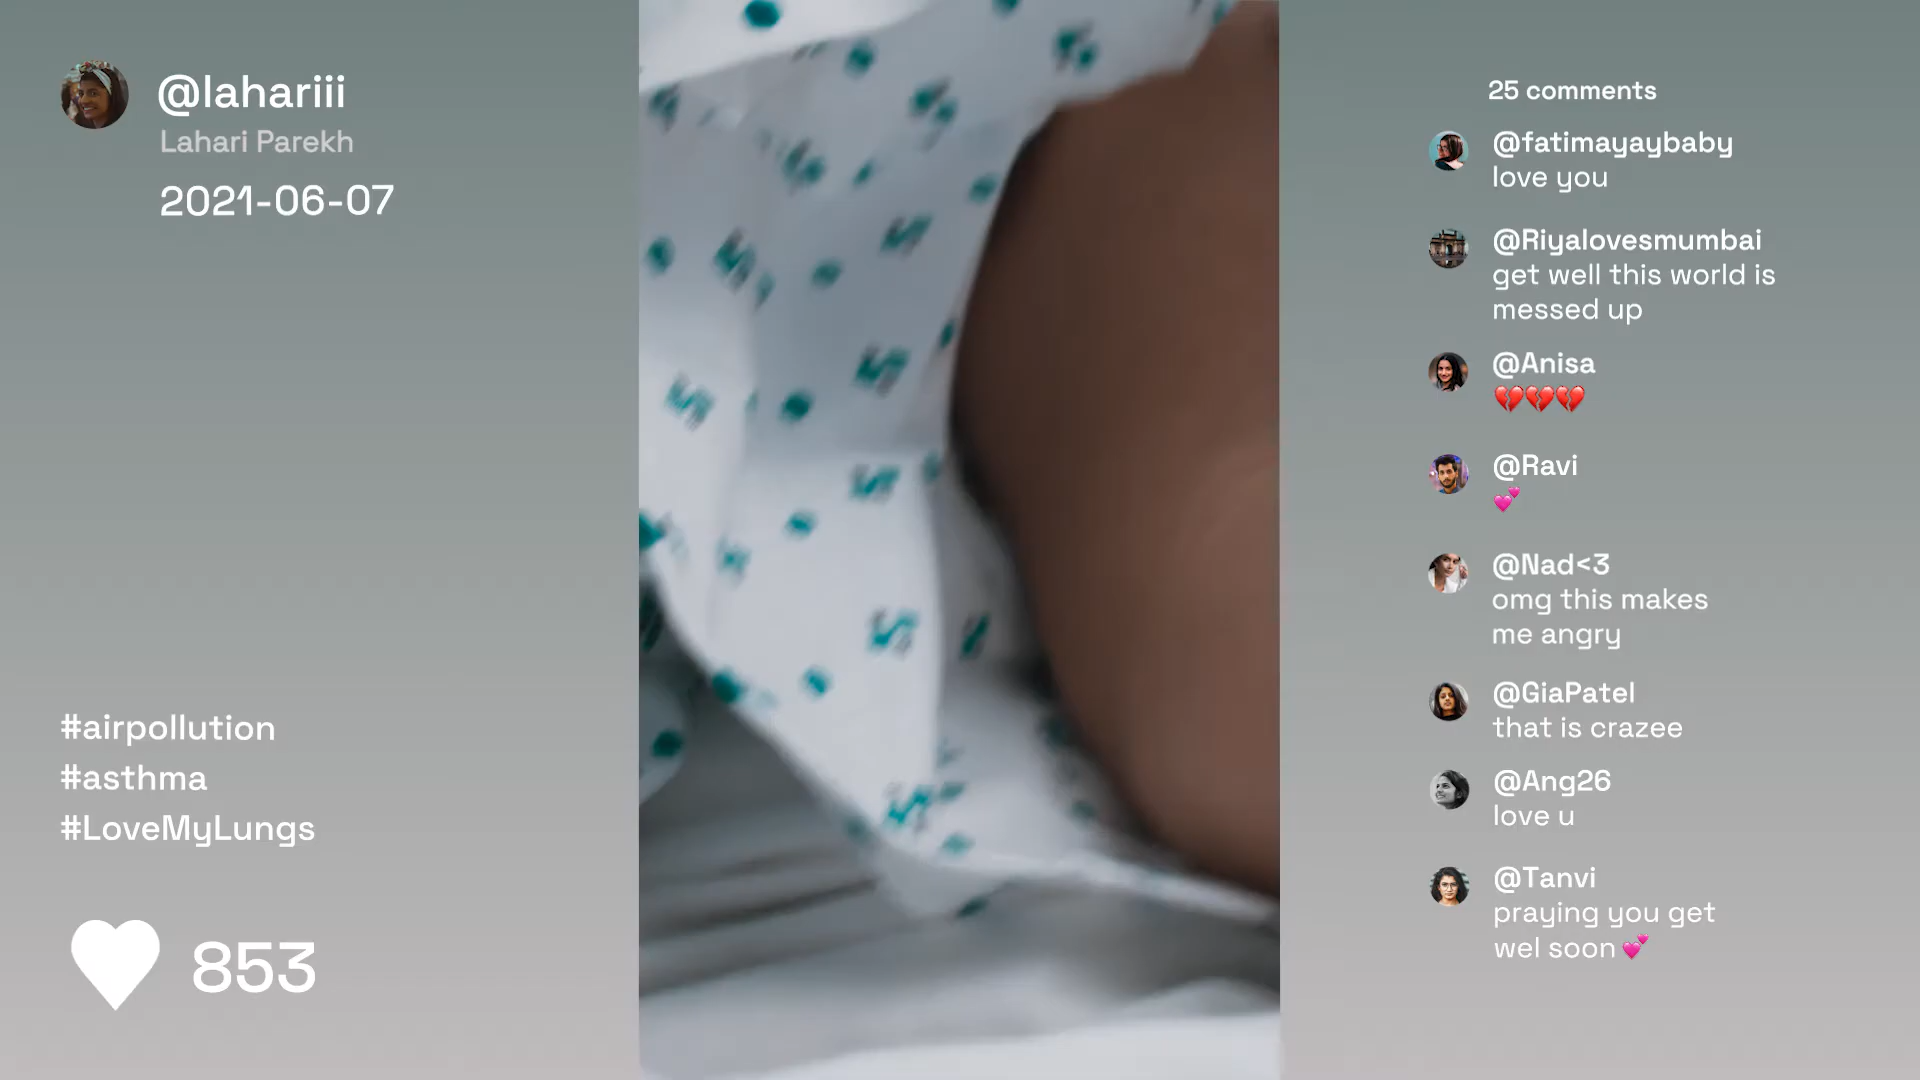 @lahariii
Lahari Parekh
2021-06-07
#airpollution
#asthma
#LoveMyLungs
853
25 comments
@fatimayaybaby
love you
@Riyalovesmumbai
get well this world is
messed up
@Anisa
💔💔💔
@Ravi
💕
@Nad<3
omg this makes
me angry
@GiaPatel
that is crazee
@Ang26
love u
@Tanvi
praying you get
wel soon 💕